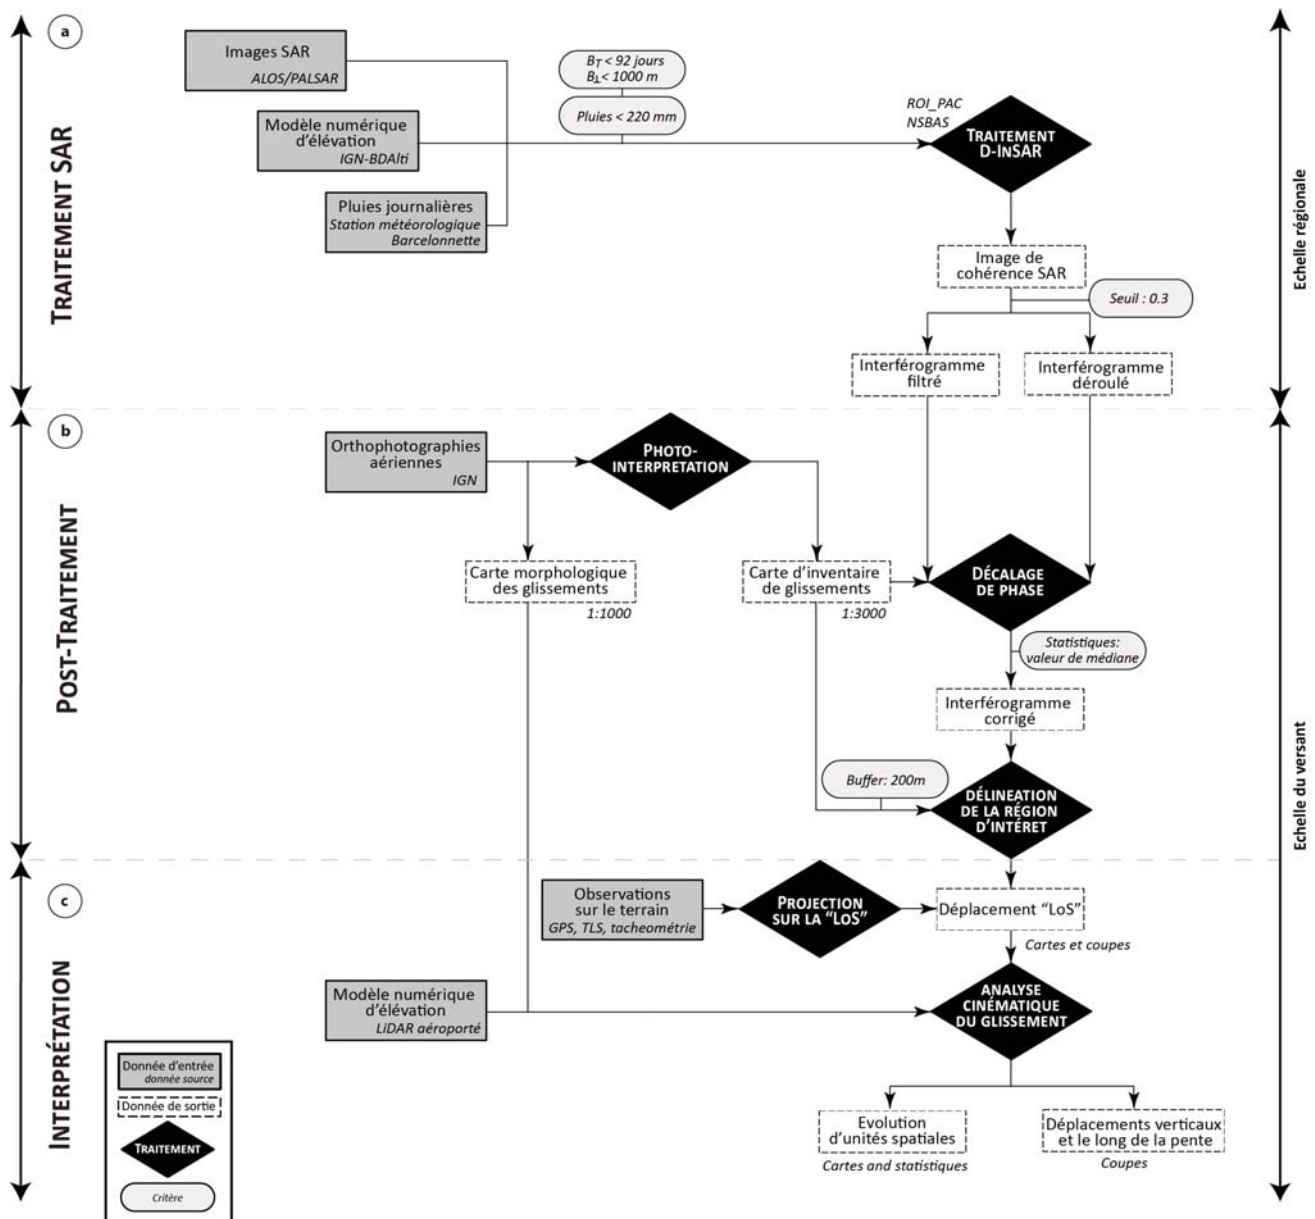 a
TRAITEMENT SAR
Images SAR
ALOS/PALSAR
Modèle numérique
d'élévation
IGN-BDAlti
Pluies journalières
Station météorologique
Barcelonnette
B_T < 92 jours
B_⊥ < 1000 m
Pluies < 220 mm
ROI_PAC
NSBAS
TRAITEMENT
D-INSAR
Image de
cohérence SAR
Seuil : 0.3
Interférogramme
filtré
Interférogramme
déroulé
Echelle régionale
b
POST-TRAITEMENT
Orthophotographies
aériennes
IGN
PHOTO-
INTERPRETATION
Carte morphologique
des glissements
1:1000
Carte d'inventaire
de glissements
1:3000
DÉCALAGE
DE PHASE
Statistiques:
valeur de médiane
Interférogramme
corrigé
Buffer: 200m
DÉLINEATION
DE LA RÉGION
D'INTÉRET
Echelle du versant
c
INTERPRÉTATION
Observations
sur le terrain
GPS, TLS, tacheométrie
PROJECTION
SUR LA "LOS"
Déplacement "LoS"
Cartes et coupes
Modèle numérique
d'élévation
LiDAR aéroporté
ANALYSE
CINÉMATIQUE
DU GLISSEMENT
Evolution
d'unités spatiales
Cartes and statistiques
Déplacements verticaux
et le long de la pente
Coupes
Donnée d'entrée
donnée source
Donnée de sortie
TRAITEMENT
Critère